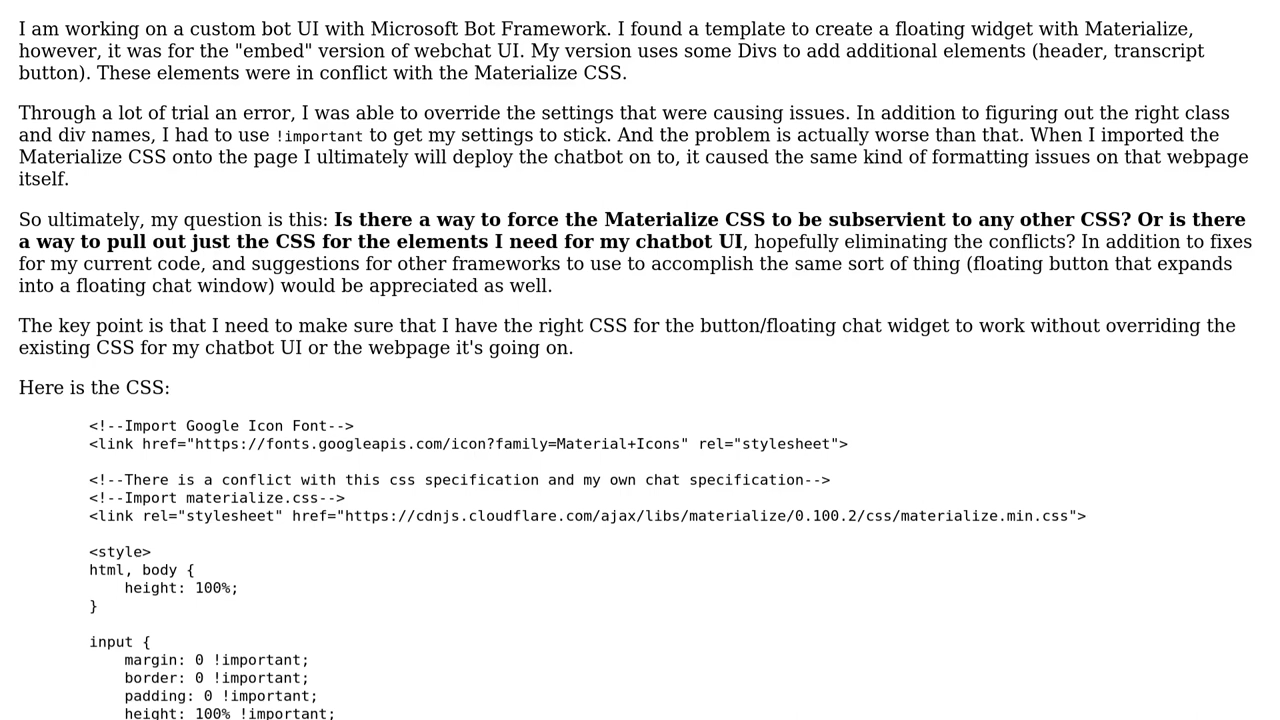 I am working on a custom bot UI with Microsoft Bot Framework. I found a template to create a floating widget with Materialize,
however, it was for the "embed" version of webchat UI. My version uses some Divs to add additional elements (header, transcript
button). These elements were in conflict with the Materialize CSS.
Through a lot of trial an error, I was able to override the settings that were causing issues. In addition to figuring out the right class
and div names, I had to use !important to get my settings to stick. And the problem is actually worse than that. When I imported the
Materialize CSS onto the page I ultimately will deploy the chatbot on to, it caused the same kind of formatting issues on that webpage
itself.
So ultimately, my question is this: Is there a way to force the Materialize CSS to be subservient to any other CSS? Or is there
a way to pull out just the CSS for the elements I need for my chatbot UI, hopefully eliminating the conflicts? In addition to fixes
for my current code, and suggestions for other frameworks to use to accomplish the same sort of thing (floating button that expands
into a floating chat window) would be appreciated as well.
The key point is that I need to make sure that I have the right CSS for the button/floating chat widget to work without overriding the
existing CSS for my chatbot UI or the webpage it's going on.
Here is the CSS:
<!--Import Google Icon Font-->
<link href="https://fonts.googleapis.com/icon?family=Material+Icons" rel="stylesheet">
<!--There is a conflict with this css specification and my own chat specification-->
<!--Import materialize.css-->
<link rel="stylesheet" href="https://cdnjs.cloudflare.com/ajax/libs/materialize/0.100.2/css/materialize.min.css">
<style>
html, body {
height: 100%;
}
input {
margin: 0 !important;
border: 0 !important;
padding: 0 !important;
height: 100% !important;